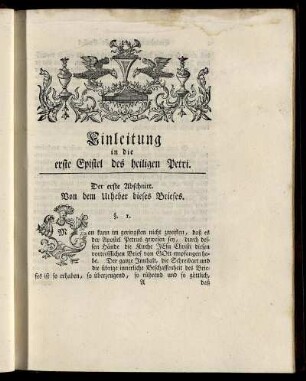 Einleitung
in die
erste Epistel des heiligen Petri.
Der erste Abschnitt.
Von dem Urheber dieses Briefes.
§. 1.
Man kann im geringsten nicht zweifeln, daß es
der Apostel Petrus gewesen sey, durch des-
sen Hände die Kirche JEsu Christi diesen
vortrefflichen Brief von GOtt empfangen ha-
be. Der ganze Innhalt, die Schreibart und
die übrige innerliche Beschaffenheit des Brie-
fes ist so erhaben, so überzeugend, so rührend und so göttlich,
A daß